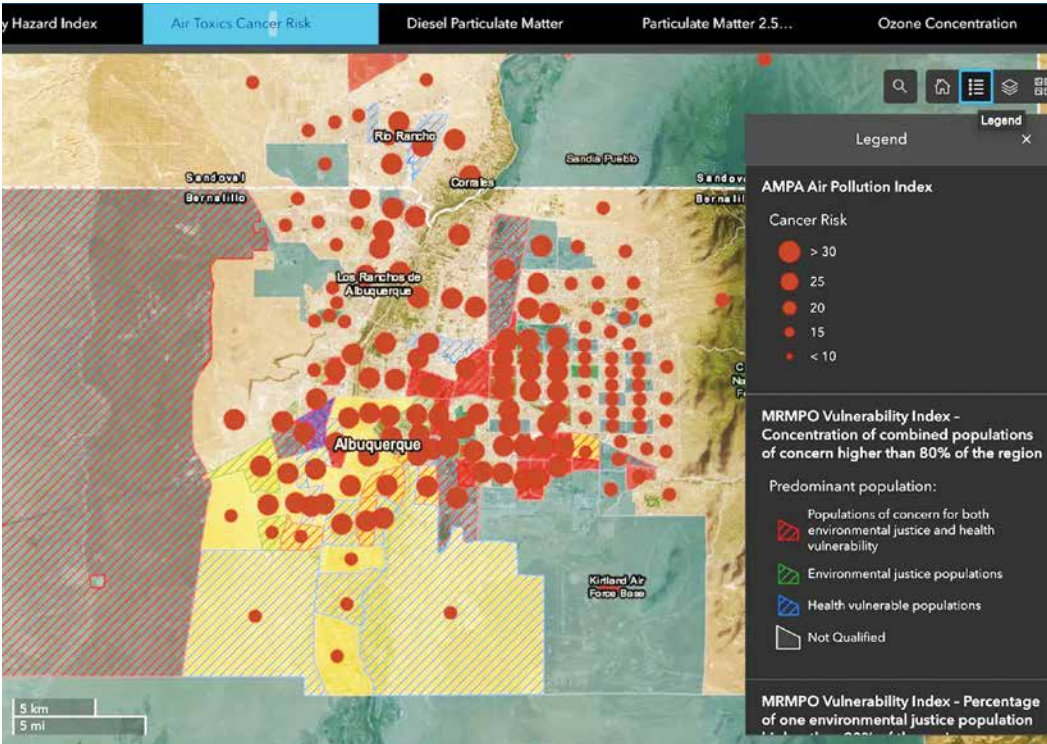 y Hazard Index
Air Toxics Cancer Risk
Diesel Particulate Matter
Particulate Matter 2.5...
Ozone Concentration
Legend
Legend
AMPA Air Pollution Index
Cancer Risk
> 30
25
20
15
< 10
MRMPO Vulnerability Index –
Concentration of combined populations
of concern higher than 80% of the region
Predominant population:
Populations of concern for both
environmental justice and health
vulnerability
Environmental justice populations
Health vulnerable populations
Not Qualified
MRMPO Vulnerability Index - Percentage
of one environmental justice population
Rio Rancho
Sandia Pueblo
Sandoval
Bernalillo
Corrales
Sandov
Bernalil
Los Ranchos de
Albuquerque
Albuquerque
Kirtland Air
Force Base
5 km
5 mi